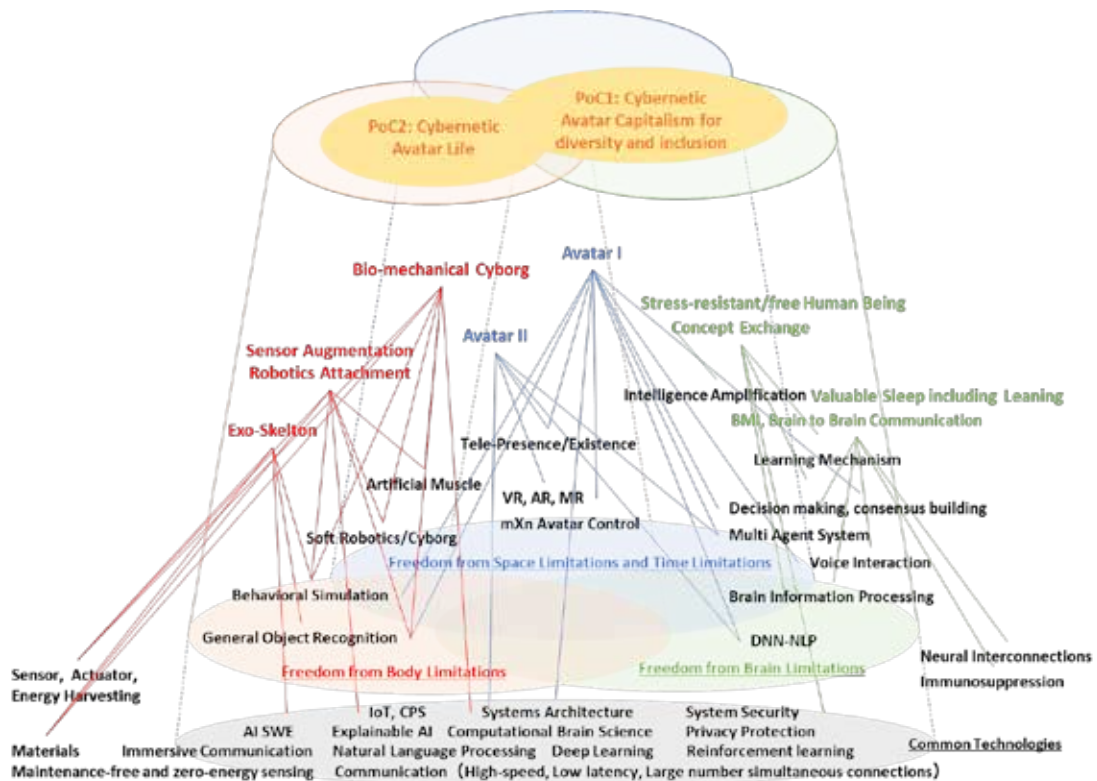 PoC1: Cybernetic
Avatar Capitalism for
diversity and inclusion
PoC2: Cybernetic
Avatar Life
Avatar I
Bio-mechanical Cyborg
Stress-resistant/free Human Being
Concept Exchange
Avatar II
Sensor Augmentation
Robotics Attachment
Intelligence Amplification
Valuable Sleep including Leaning
BMI, Brain to Brain Communication
Exo-Skelton
Tele-Presence/Existence
Learning Mechanism
Artificial Muscle
VR, AR, MR
Decision making, consensus building
mXn Avatar Control
Soft Robotics/Cyborg
Multi Agent System
Freedom from Space Limitations and Time Limitations
Voice Interaction
Behavioral Simulation
Brain Information Processing
General Object Recognition
DNN-NLP
Freedom from Body Limitations
Freedom from Brain Limitations
Neural Interconnections
Immunosuppression
Sensor, Actuator,
Energy Harvesting
IoT, CPS
Systems Architecture
System Security
AI SWE
Explainable AI
Computational Brain Science
Privacy Protection
Common Technologies
Materials
Immersive Communication
Natural Language Processing
Deep Learning
Reinforcement learning
Maintenance-free and zero-energy sensing
Communication (High-speed, Low latency, Large number simultaneous connections)